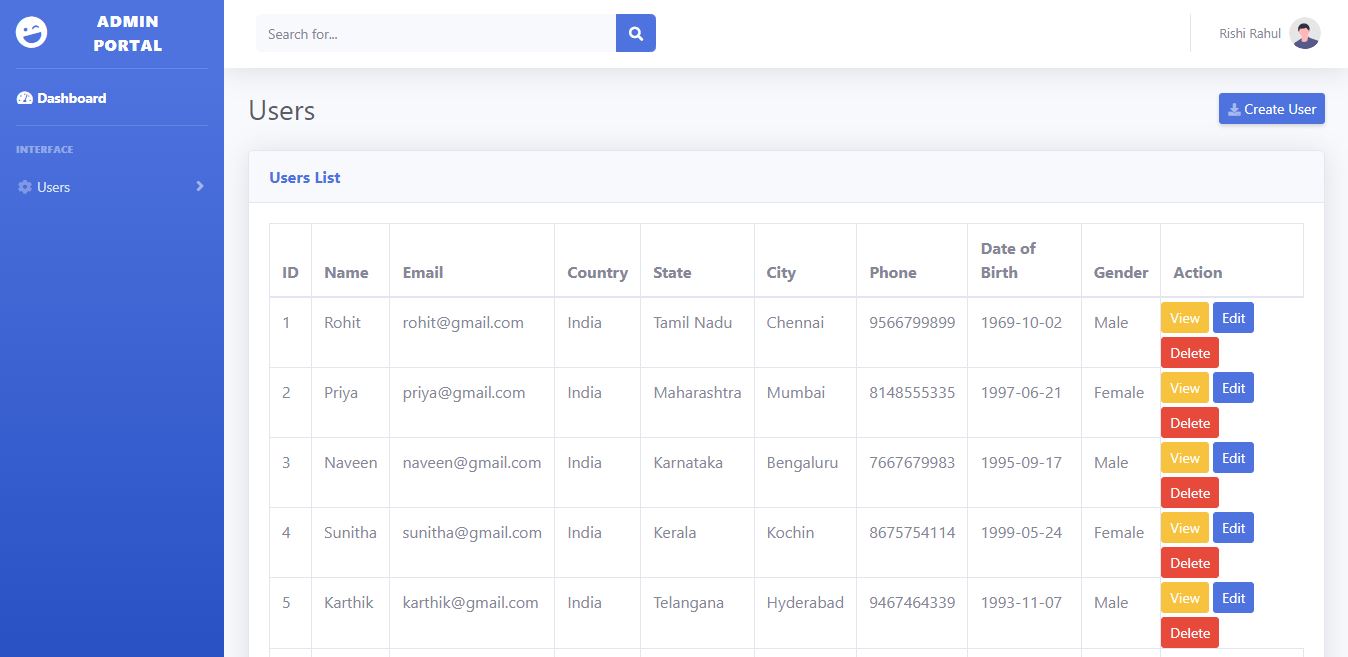 ADMIN
PORTAL
Dashboard
INTERFACE
Users
Search for...
Rishi Rahul
Users
Create User
Users List
ID Name Email Country State City Phone Date of Birth Gender Action
1 Rohit rohit@gmail.com India Tamil Nadu Chennai 9566799899 1969-10-02 Male View Edit
Delete
2 Priya priya@gmail.com India Maharashtra Mumbai 8148555335 1997-06-21 Female View Edit
Delete
3 Naveen naveen@gmail.com India Karnataka Bengaluru 7667679983 1995-09-17 Male View Edit
Delete
4 Sunitha sunitha@gmail.com India Kerala Kochin 8675754114 1999-05-24 Female View Edit
Delete
5 Karthik karthik@gmail.com India Telangana Hyderabad 9467464339 1993-11-07 Male View Edit
Delete